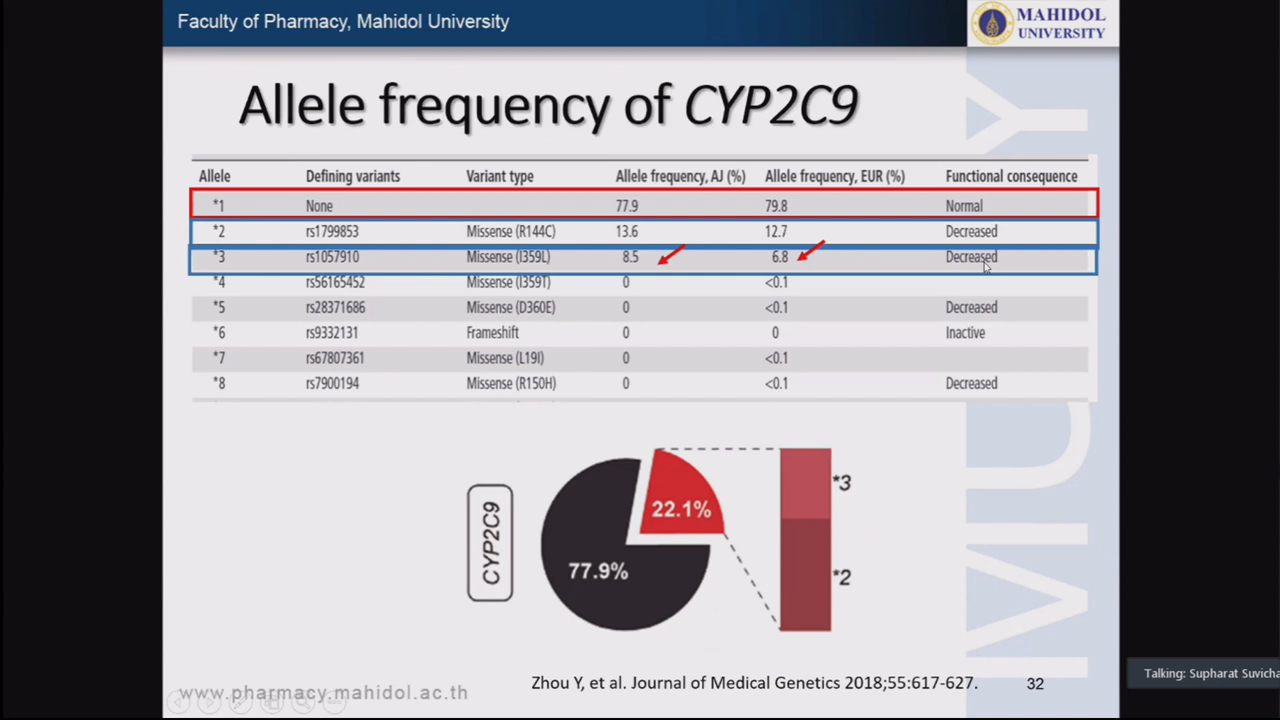 Faculty of Pharmacy, Mahidol University
MAHIDOL
UNIVERSITY
Allele frequency of CYP2C9
Allele Defining variants Variant type Allele frequency, AJ (%) Allele frequency, EUR (%) Functional consequence
*1 None 77.9 79.8 Normal
*2 rs1799853 Missense (R144C) 13.6 12.7 Decreased
*3 rs1057910 Missense (I359L) 8.5 6.8 Decreased
*4 rs56165452 Missense (I359T) 0 <0.1
*5 rs28371686 Missense (D360E) 0 <0.1 Decreased
*6 rs9332131 Frameshift 0 0 Inactive
*7 rs67807361 Missense (L19I) 0 <0.1
*8 rs7900194 Missense (R150H) 0 <0.1 Decreased
CYP2C9
77.9%
22.1%
*3
*2
MU
Zhou Y, et al. Journal of Medical Genetics 2018;55:617-627.
32
www.pharmacy.mahidol.ac.th
Talking: Supharat Suvicha